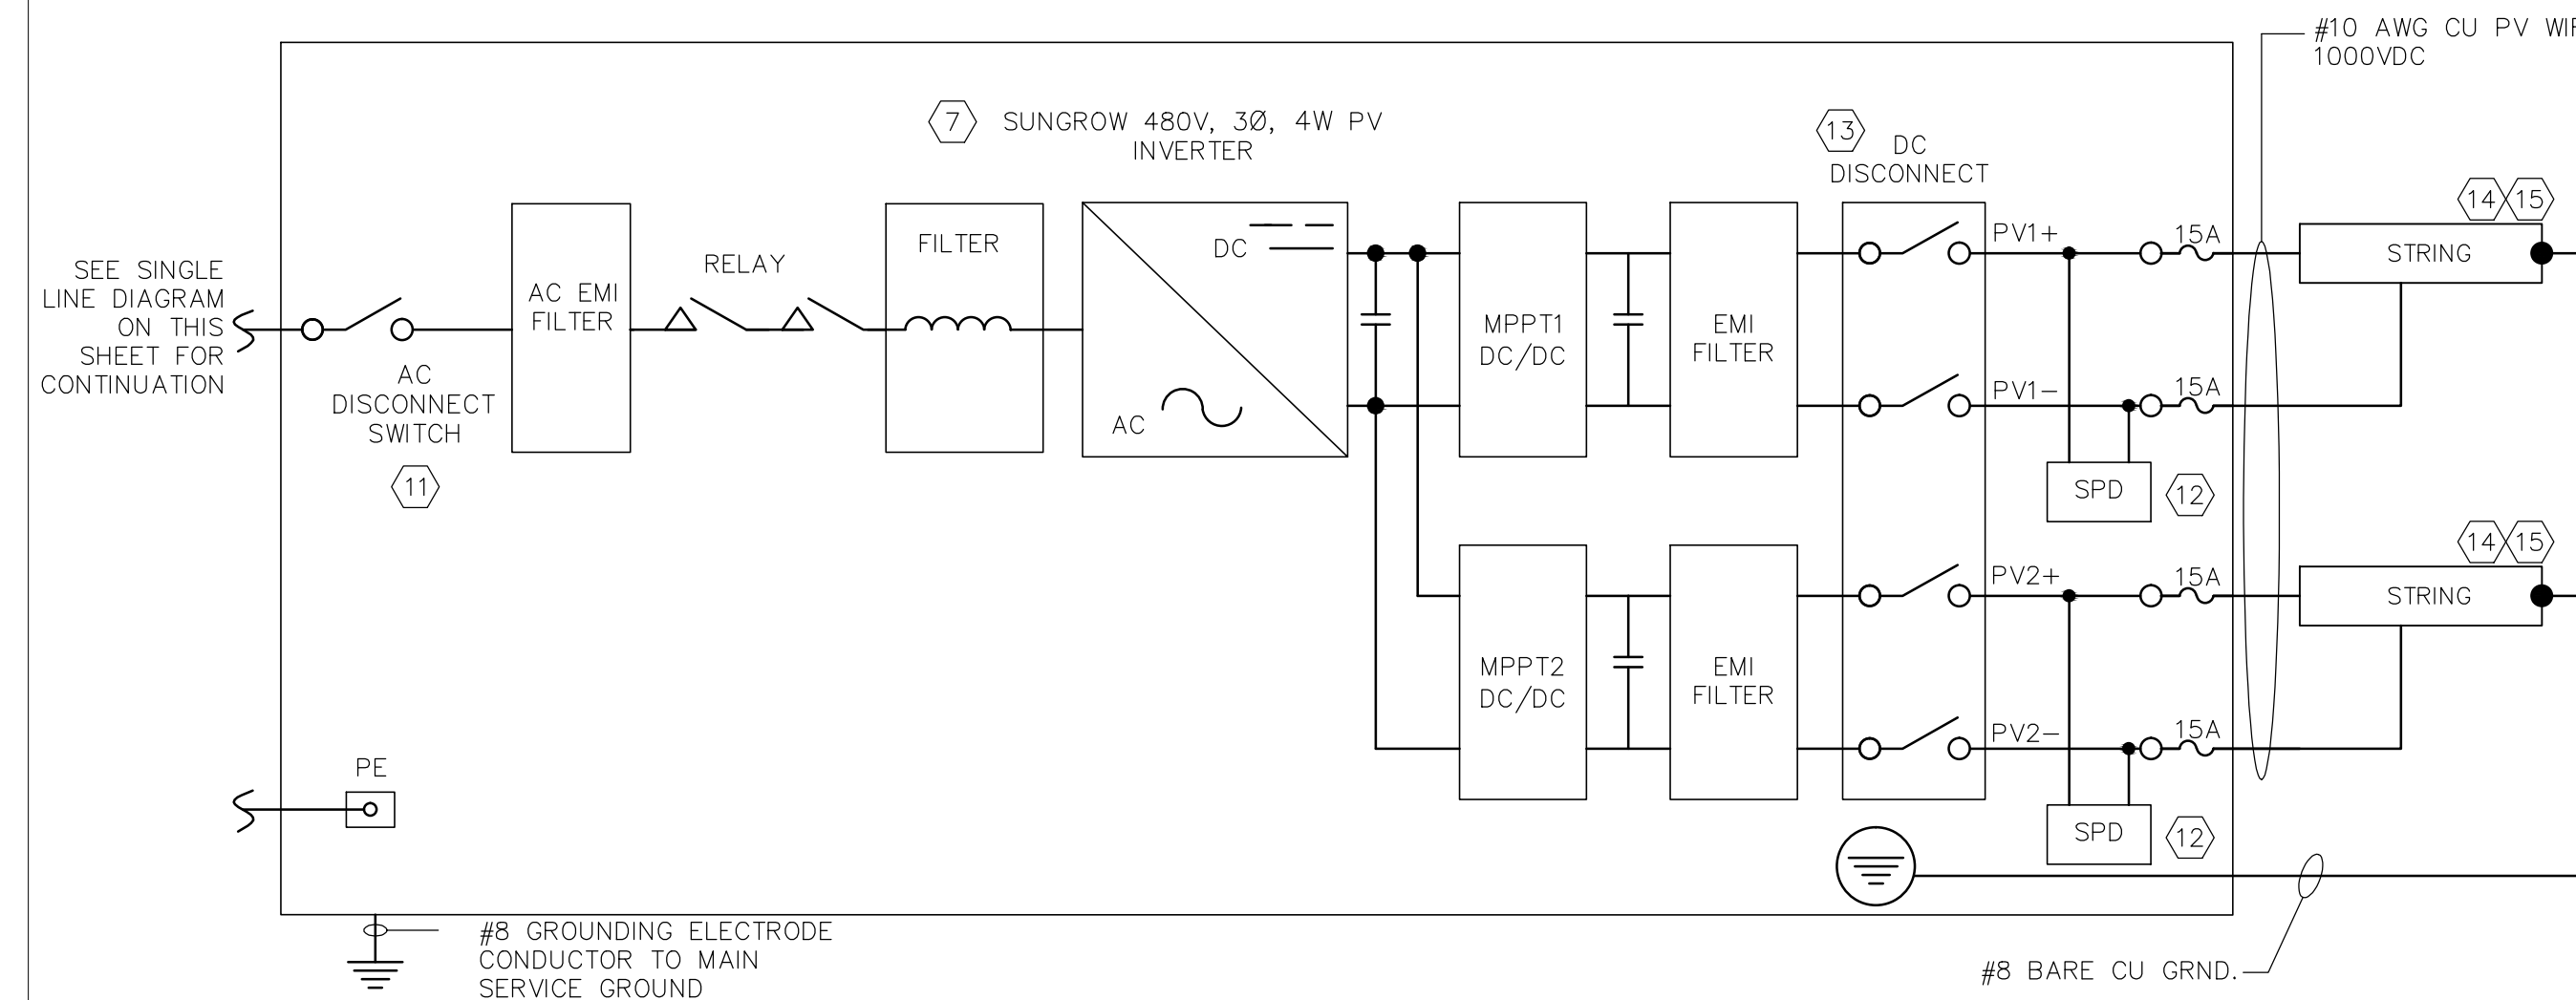 #10 AWG CU PV
1000VDC
7
SUNGROW 480V, 3Ø, 4W PV
INVERTER
13
DC
DISCONNECT
SEE SINGLE
LINE DIAGRAM
ON THIS
SHEET FOR
CONTINUATION
AC
DISCONNECT
SWITCH
11
AC EMI
FILTER
RELAY
FILTER
DC
AC
MPPT1
DC/DC
EMI
FILTER
PV1+
15A
14 15
STRING
PV1-
15A
SPD
12
MPPT2
DC/DC
EMI
FILTER
PV2+
15A
14 15
STRING
PV2-
15A
SPD
12
PE
#8 GROUNDING ELECTRODE
CONDUCTOR TO MAIN
SERVICE GROUND
#8 BARE CU GRND.